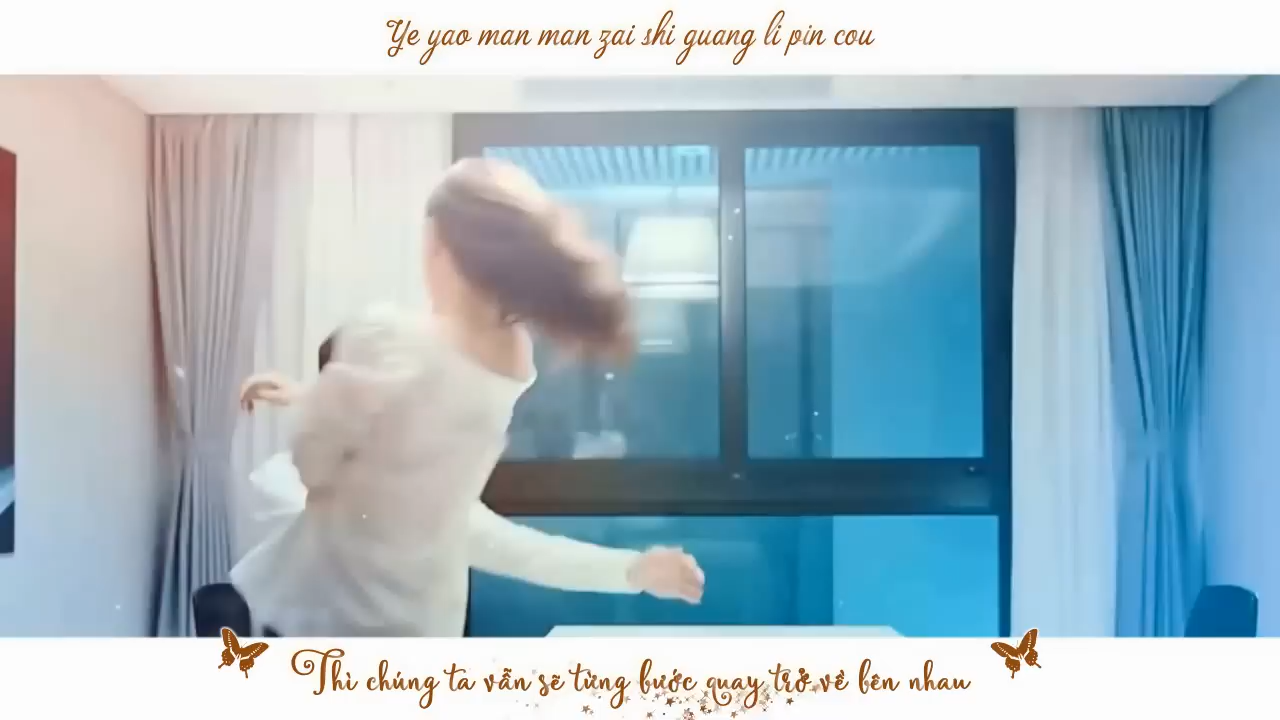 Ye yao man man zai shi guang li pin cou
Thì chúng ta vẫn sẽ từng bước quay trở về bên nhau